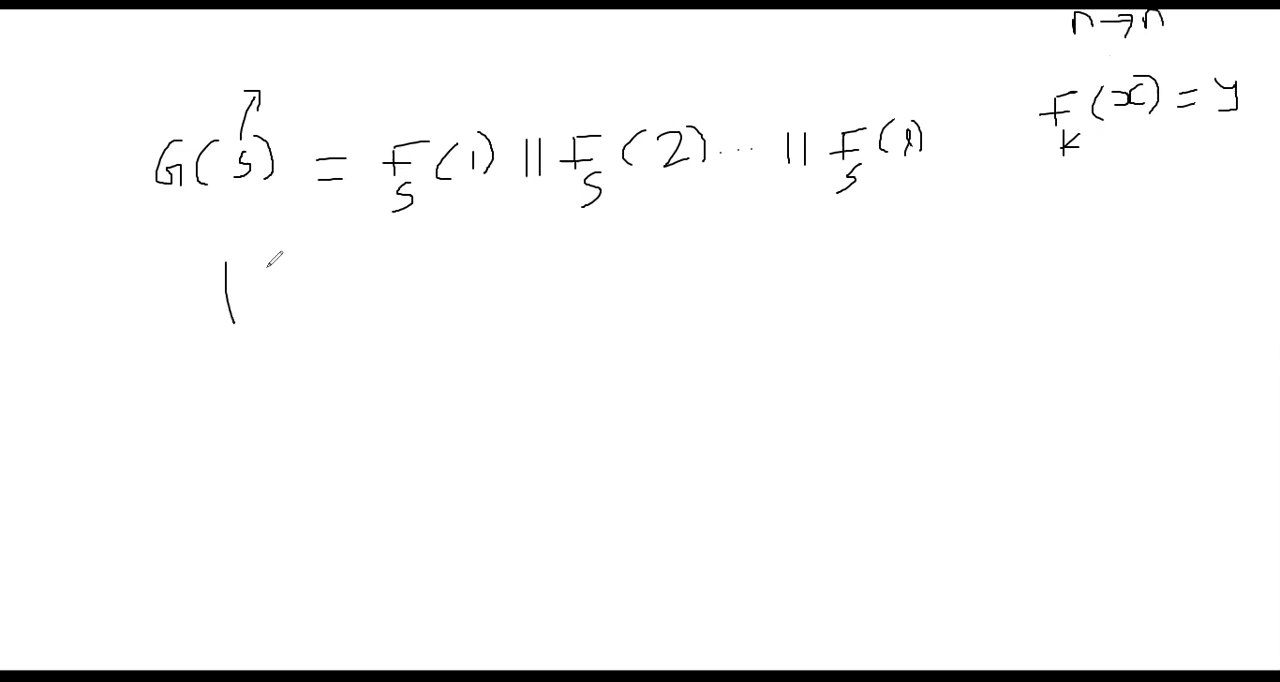 n→n
F_K(x) = y
G(s) = F_s(1) || F_s(2) ... || F_s(l)
|